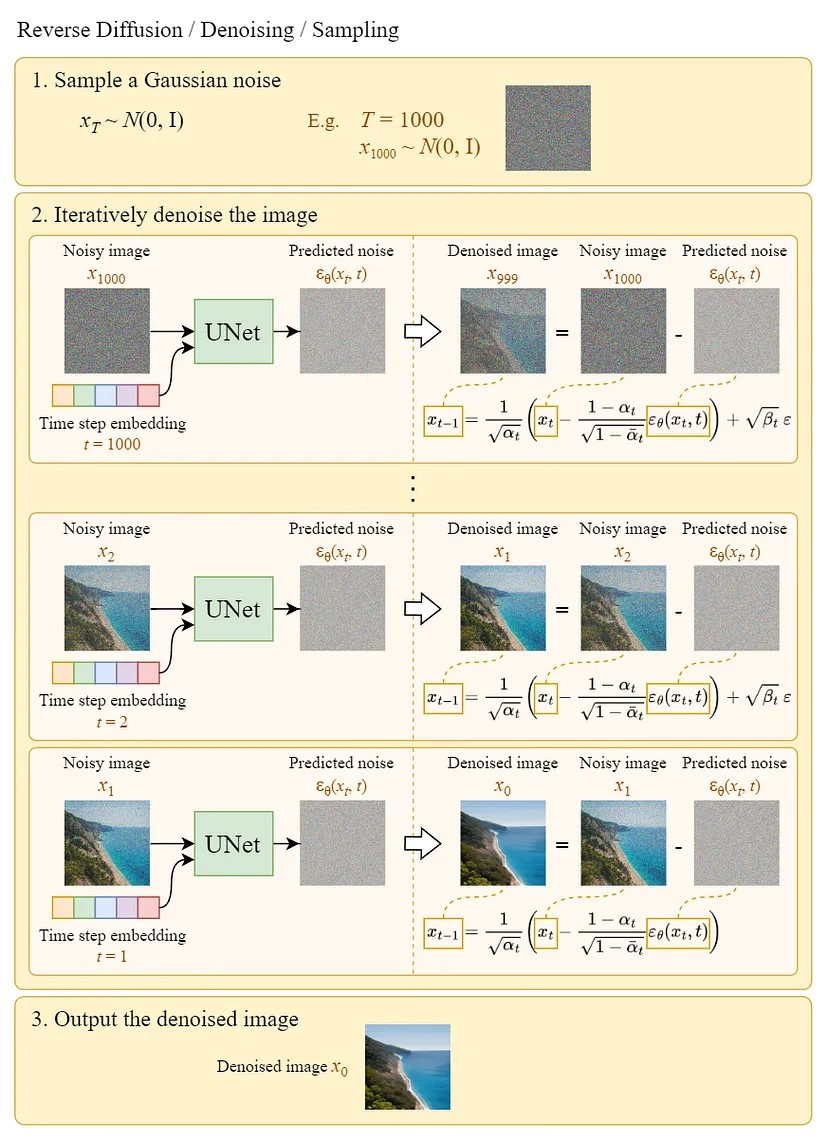 Reverse Diffusion / Denoising / Sampling
1. Sample a Gaussian noise
x_T ~ N(0, I)
E.g. T = 1000
x_1000 ~ N(0, I)
2. Iteratively denoise the image
Noisy image
x_1000
UNet
Predicted noise
ε_θ(x_t, t)
Time step embedding
t = 1000
Denoised image Noisy image Predicted noise
x_999 x_1000 ε_θ(x_t, t)
= -
x_{t-1} = 1/√α_t (x_t − (1 − α_t)/√(1 − ᾱ_t) ε_θ(x_t, t)) + √β_t ε
⋮
Noisy image
x_2
UNet
Predicted noise
ε_θ(x_t, t)
Time step embedding
t = 2
Denoised image Noisy image Predicted noise
x_1 x_2 ε_θ(x_t, t)
= -
x_{t-1} = 1/√α_t (x_t − (1 − α_t)/√(1 − ᾱ_t) ε_θ(x_t, t)) + √β_t ε
Noisy image
x_1
UNet
Predicted noise
ε_θ(x_t, t)
Time step embedding
t = 1
Denoised image Noisy image Predicted noise
x_0 x_1 ε_θ(x_t, t)
= -
x_{t-1} = 1/√α_t (x_t − (1 − α_t)/√(1 − ᾱ_t) ε_θ(x_t, t))
3. Output the denoised image
Denoised image x_0